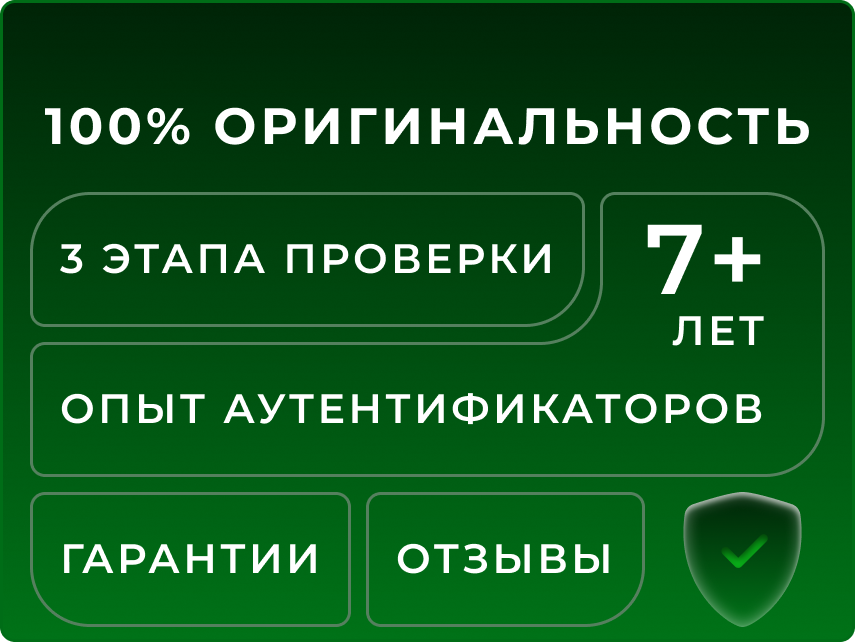 100% ОРИГИНАЛЬНОСТЬ
3 ЭТАПА ПРОВЕРКИ
7+
ЛЕТ
ОПЫТ АУТЕНТИФИКАТОРОВ
ГАРАНТИИ
ОТЗЫВЫ